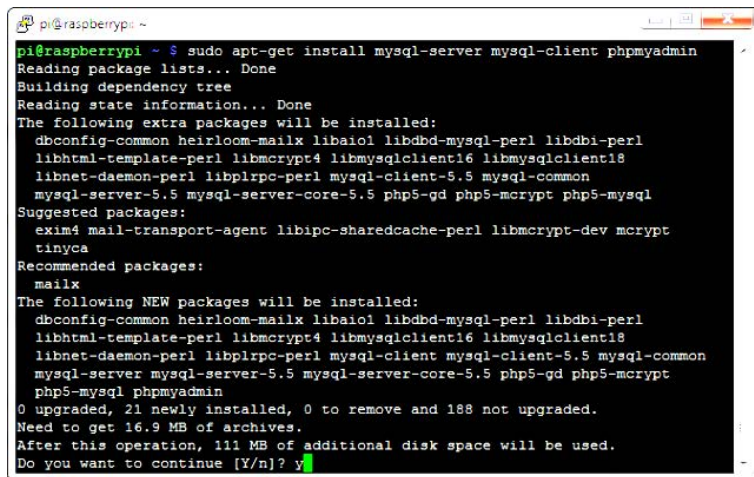 pi@raspberrypi: ~
pi@raspberrypi ~ $ sudo apt-get install mysql-server mysql-client phpmyadmin
Reading package lists... Done
Building dependency tree
Reading state information... Done
The following extra packages will be installed:
  dbconfig-common heirloom-mailx libaio1 libdbd-mysql-perl libdbi-perl
  libhtml-template-perl libmcrypt4 libmysqlclient16 libmysqlclient18
  libnet-daemon-perl libplrpc-perl mysql-client-5.5 mysql-common
  mysql-server-5.5 mysql-server-core-5.5 php5-gd php5-mcrypt php5-mysql
Suggested packages:
  exim4 mail-transport-agent libipc-sharedcache-perl libmcrypt-dev mcrypt
  tinyca
Recommended packages:
  mailx
The following NEW packages will be installed:
  dbconfig-common heirloom-mailx libaio1 libdbd-mysql-perl libdbi-perl
  libhtml-template-perl libmcrypt4 libmysqlclient16 libmysqlclient18
  libnet-daemon-perl libplrpc-perl mysql-client mysql-client-5.5 mysql-common
  mysql-server mysql-server-5.5 mysql-server-core-5.5 php5-gd php5-mcrypt
  php5-mysql phpmyadmin
0 upgraded, 21 newly installed, 0 to remove and 188 not upgraded.
Need to get 16.9 MB of archives.
After this operation, 111 MB of additional disk space will be used.
Do you want to continue [Y/n]? y